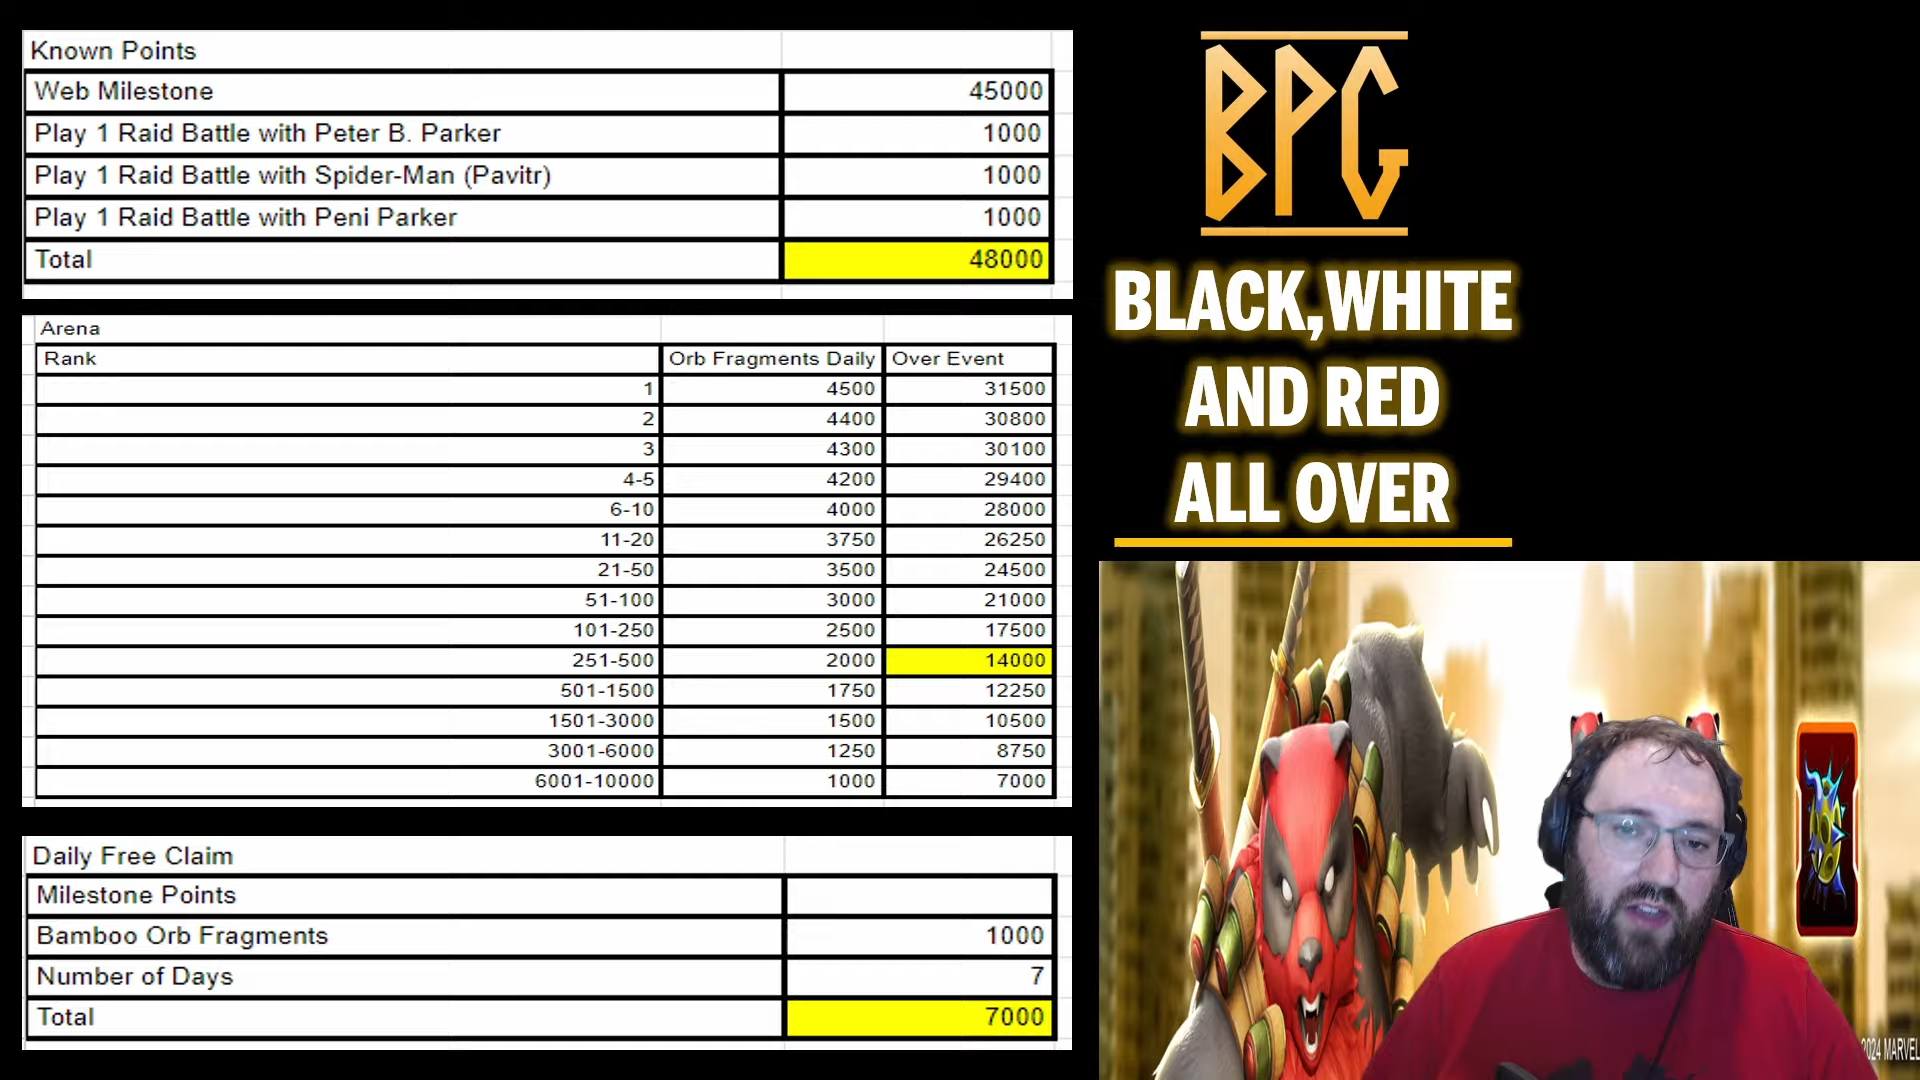 Known Points
Web Milestone 45000
Play 1 Raid Battle with Peter B. Parker 1000
Play 1 Raid Battle with Spider-Man (Pavitr) 1000
Play 1 Raid Battle with Peni Parker 1000
Total 48000
Arena
Rank Orb Fragments Daily Over Event
1 4500 31500
2 4400 30800
3 4300 30100
4-5 4200 29400
6-10 4000 28000
11-20 3750 26250
21-50 3500 24500
51-100 3000 21000
101-250 2500 17500
251-500 2000 14000
501-1500 1750 12250
1501-3000 1500 10500
3001-6000 1250 8750
6001-10000 1000 7000
Daily Free Claim
Milestone Points
Bamboo Orb Fragments 1000
Number of Days 7
Total 7000
BPG
BLACK,WHITE
AND RED
ALL OVER
2024 MARVEL